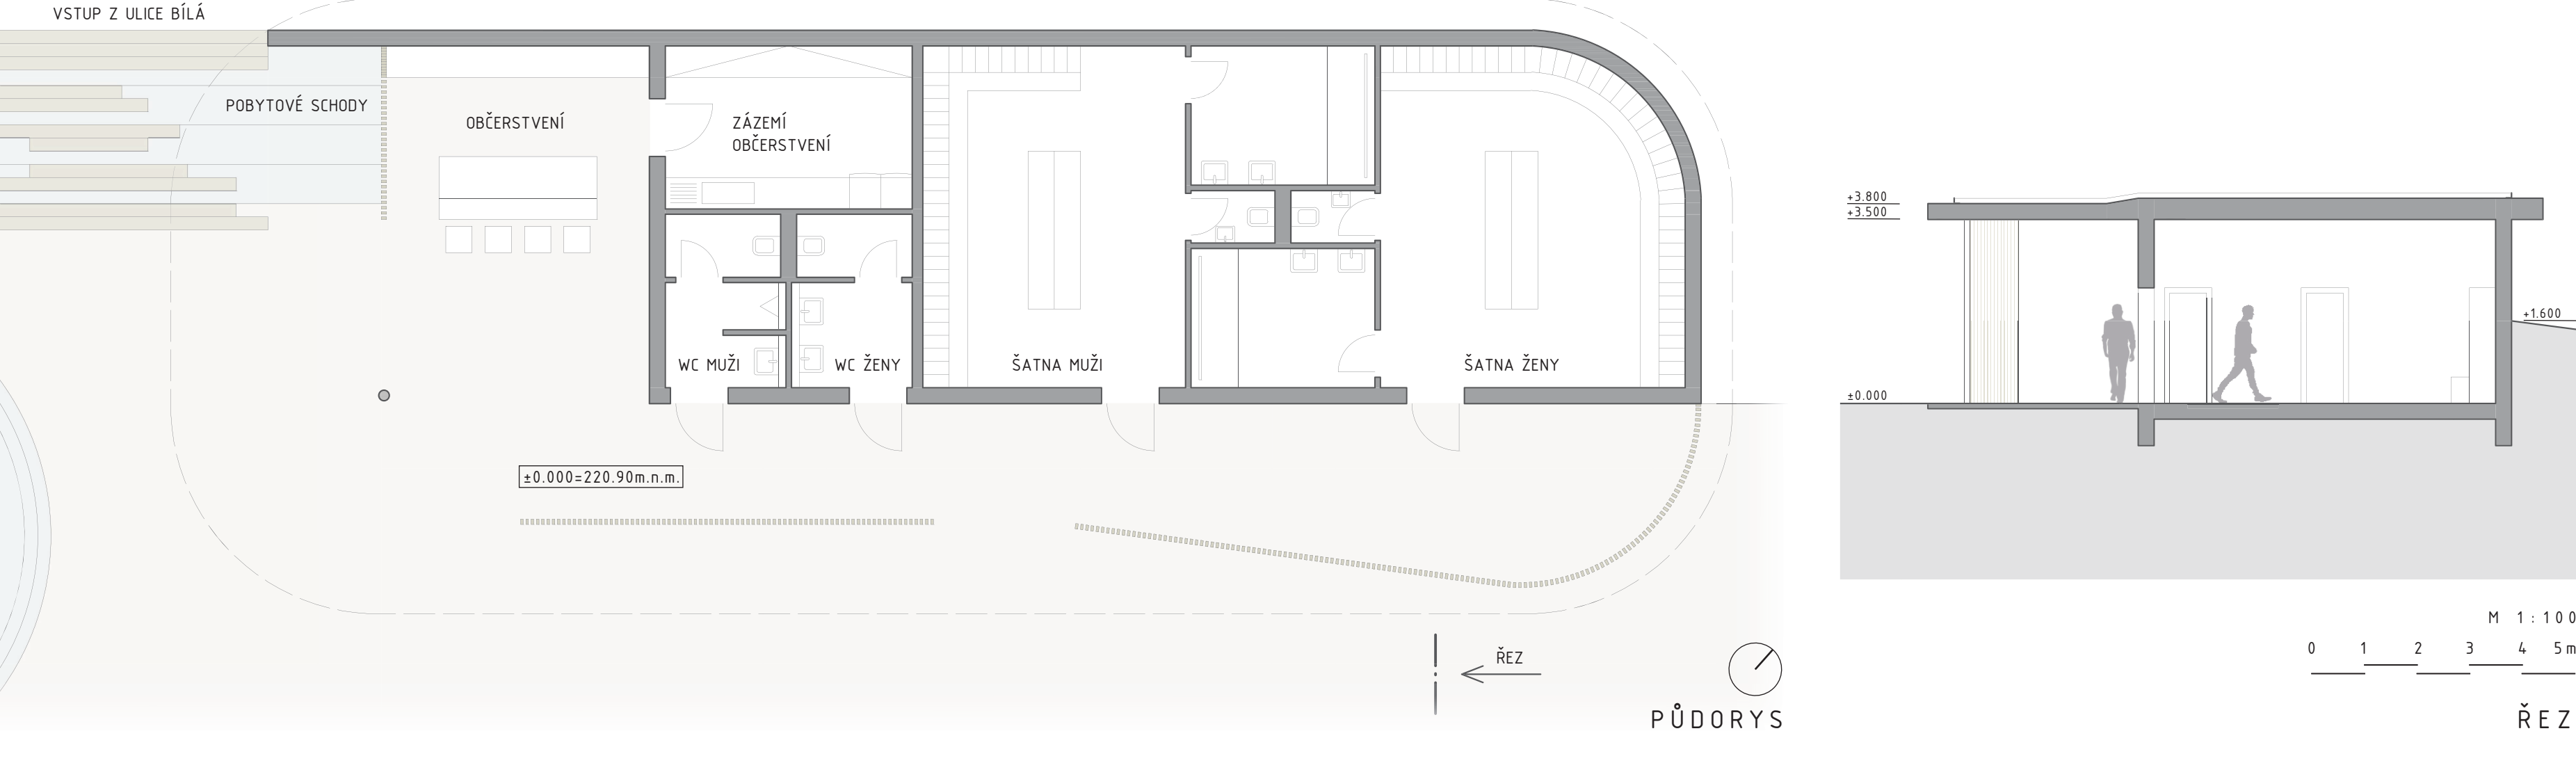 VSTUP Z ULICE BÍLÁ
POBYTOVÉ SCHODY
OBČERSTVENÍ
ZÁZEMÍ
OBČERSTVENÍ
WC MUŽI
WC ŽENY
ŠATNA MUŽI
ŠATNA ŽENY
±0.000=220.90m.n.m.
ŘEZ
PŮDORYS
+3.800
+3.500
+1.600
±0.000
M 1:100
0 1 2 3 4 5 m
ŘEZ